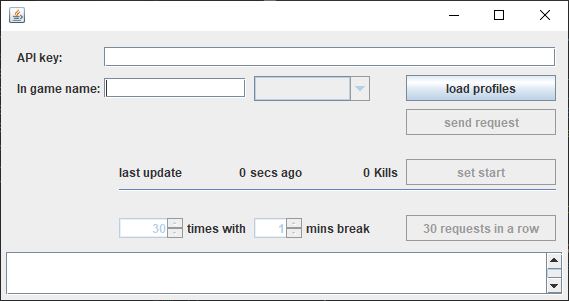 API key:
In game name: load profiles
send request
last update 0 secs ago 0 Kills set start
30 times with 1 mins break 30 requests in a row